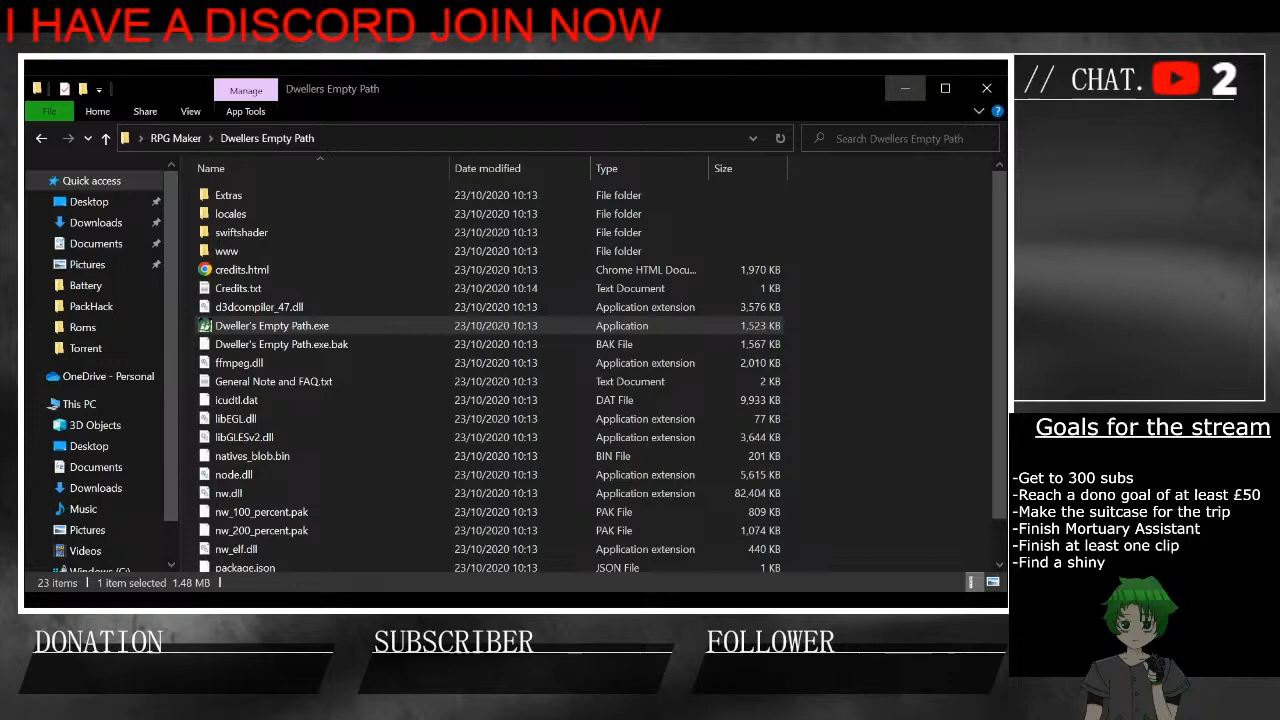 I HAVE A DISCORD JOIN NOW
// CHAT. 2
Manage Dwellers Empty Path
File Home Share View App Tools
RPG Maker Dwellers Empty Path Search Dwellers Empty Path
Name Date modified Type Size
Quick access
Desktop
Downloads
Documents
Pictures
Battery
PackHack
Roms
Torrent
OneDrive - Personal
This PC
3D Objects
Desktop
Documents
Downloads
Music
Pictures
Videos
Windows (C:)
Extras 23/10/2020 10:13 File folder
locales 23/10/2020 10:13 File folder
swiftshader 23/10/2020 10:13 File folder
www 23/10/2020 10:13 File folder
credits.html 23/10/2020 10:13 Chrome HTML Docu... 1,970 KB
Credits.txt 23/10/2020 10:14 Text Document 1 KB
d3dcompiler_47.dll 23/10/2020 10:13 Application extension 3,576 KB
Dweller's Empty Path.exe 23/10/2020 10:13 Application 1,523 KB
Dweller's Empty Path.exe.bak 23/10/2020 10:13 BAK File 1,567 KB
ffmpeg.dll 23/10/2020 10:13 Application extension 2,010 KB
General Note and FAQ.txt 23/10/2020 10:13 Text Document 2 KB
icudtl.dat 23/10/2020 10:13 DAT File 9,933 KB
libEGL.dll 23/10/2020 10:13 Application extension 77 KB
libGLESv2.dll 23/10/2020 10:13 Application extension 3,644 KB
natives_blob.bin 23/10/2020 10:13 BIN File 201 KB
node.dll 23/10/2020 10:13 Application extension 5,615 KB
nw.dll 23/10/2020 10:13 Application extension 82,404 KB
nw_100_percent.pak 23/10/2020 10:13 PAK File 809 KB
nw_200_percent.pak 23/10/2020 10:13 PAK File 1,074 KB
nw_elf.dll 23/10/2020 10:13 Application extension 440 KB
package.json 23/10/2020 10:13 JSON File 1 KB
23 items 1 item selected 1.48 MB
Goals for the stream
-Get to 300 subs
-Reach a dono goal of at least £50
-Make the suitcase for the trip
-Finish Mortuary Assistant
-Finish at least one clip
-Find a shiny
DONATION SUBSCRIBER FOLLOWER